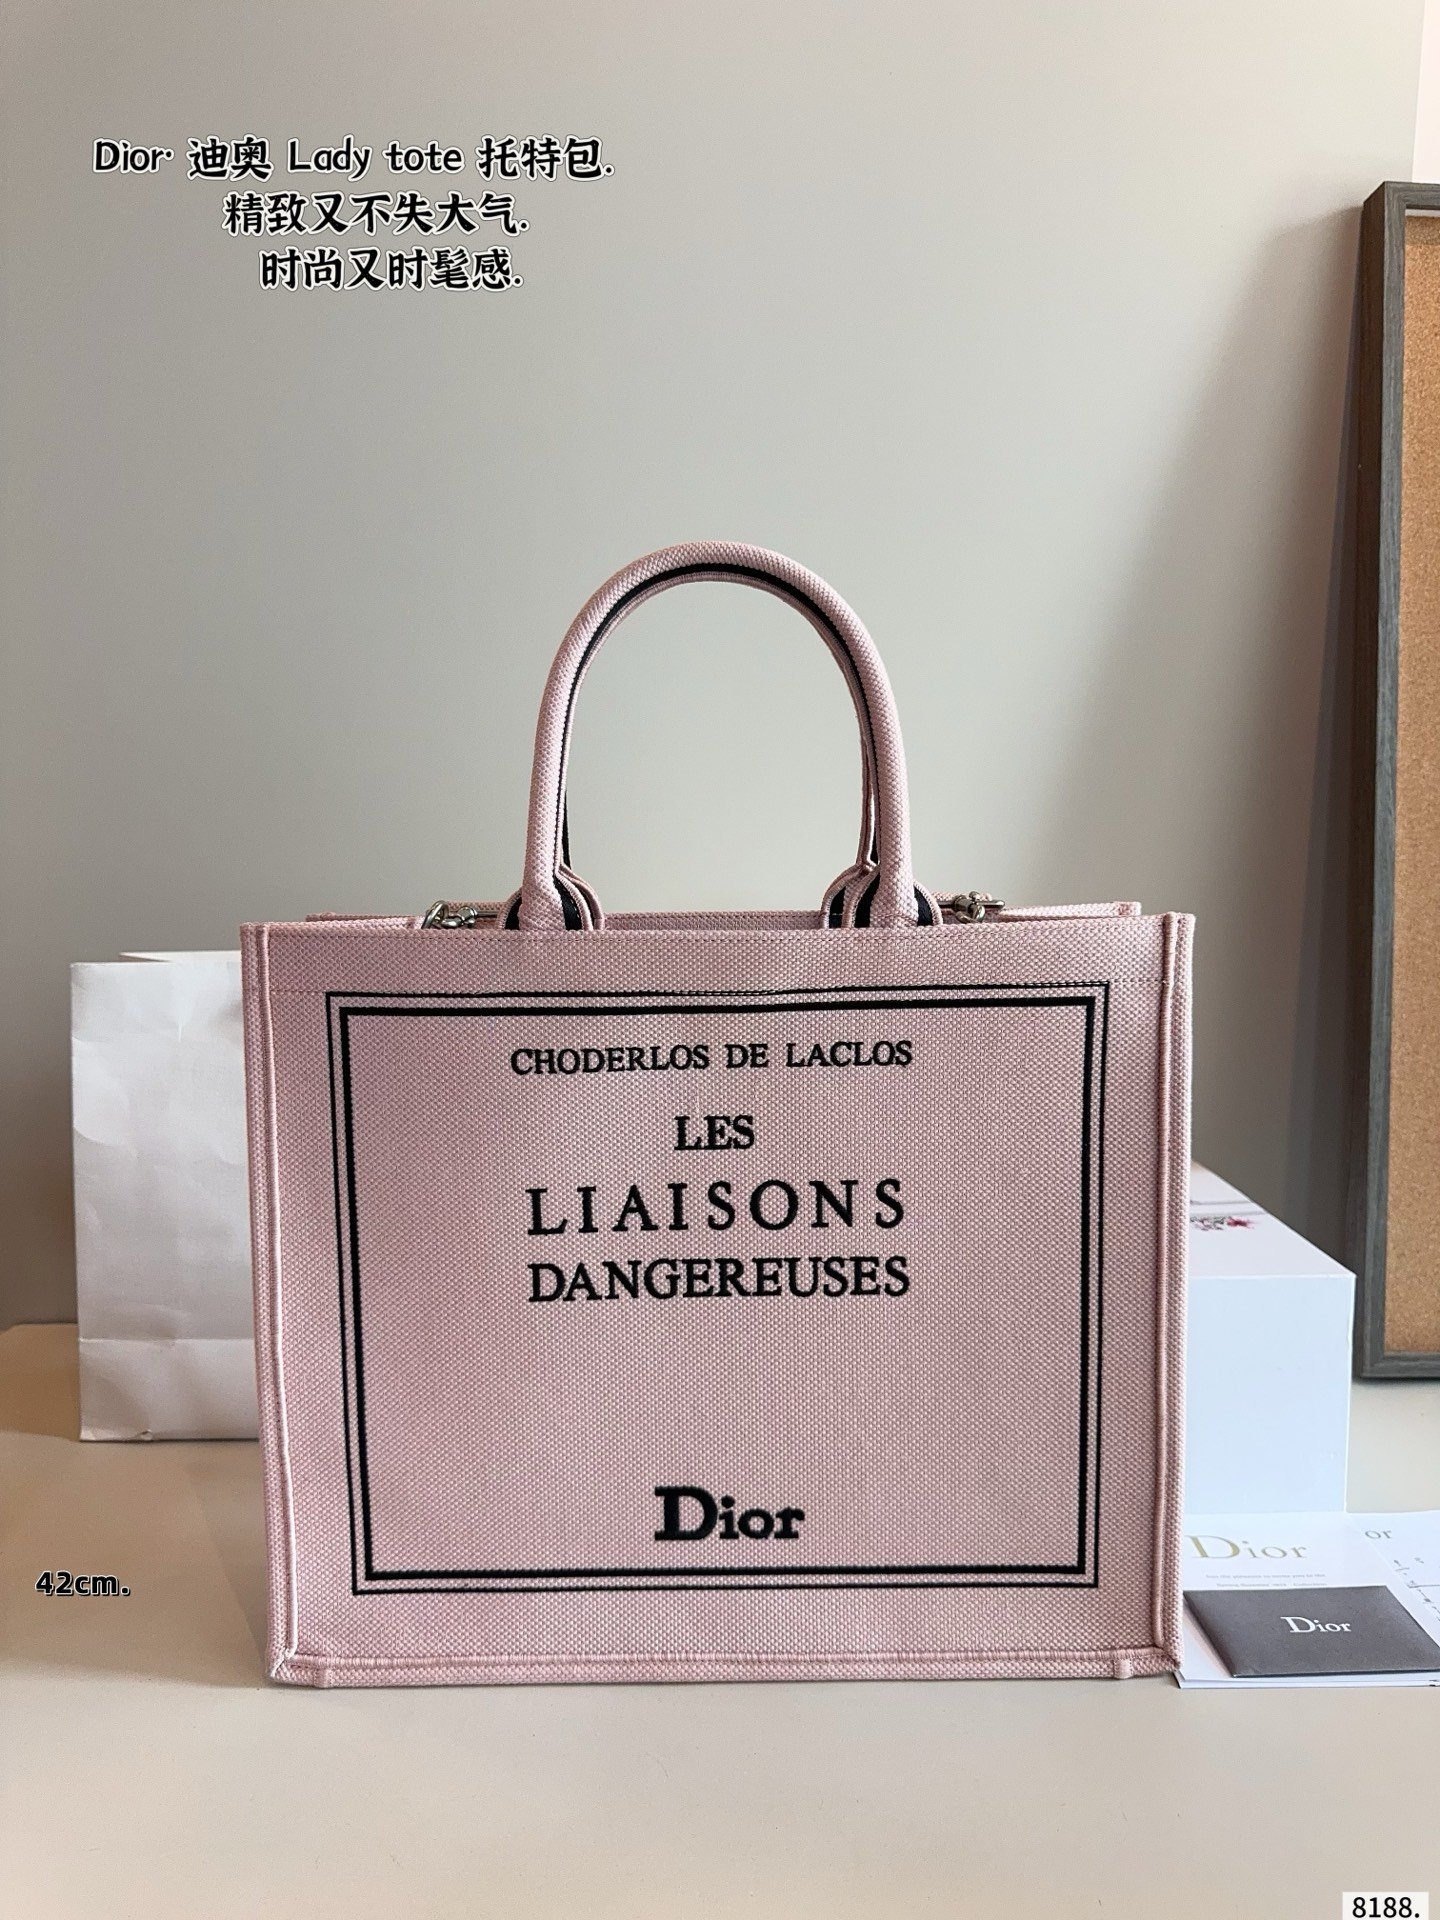 Dior· 迪奥 Lady tote 托特包.
精致又不失大气.
时尚又时髦感.
CHODERLOS DE LACLOS
LES
LIAISONS
DANGEREUSES
Dior
42cm.
Dior
or
Dior
8188.